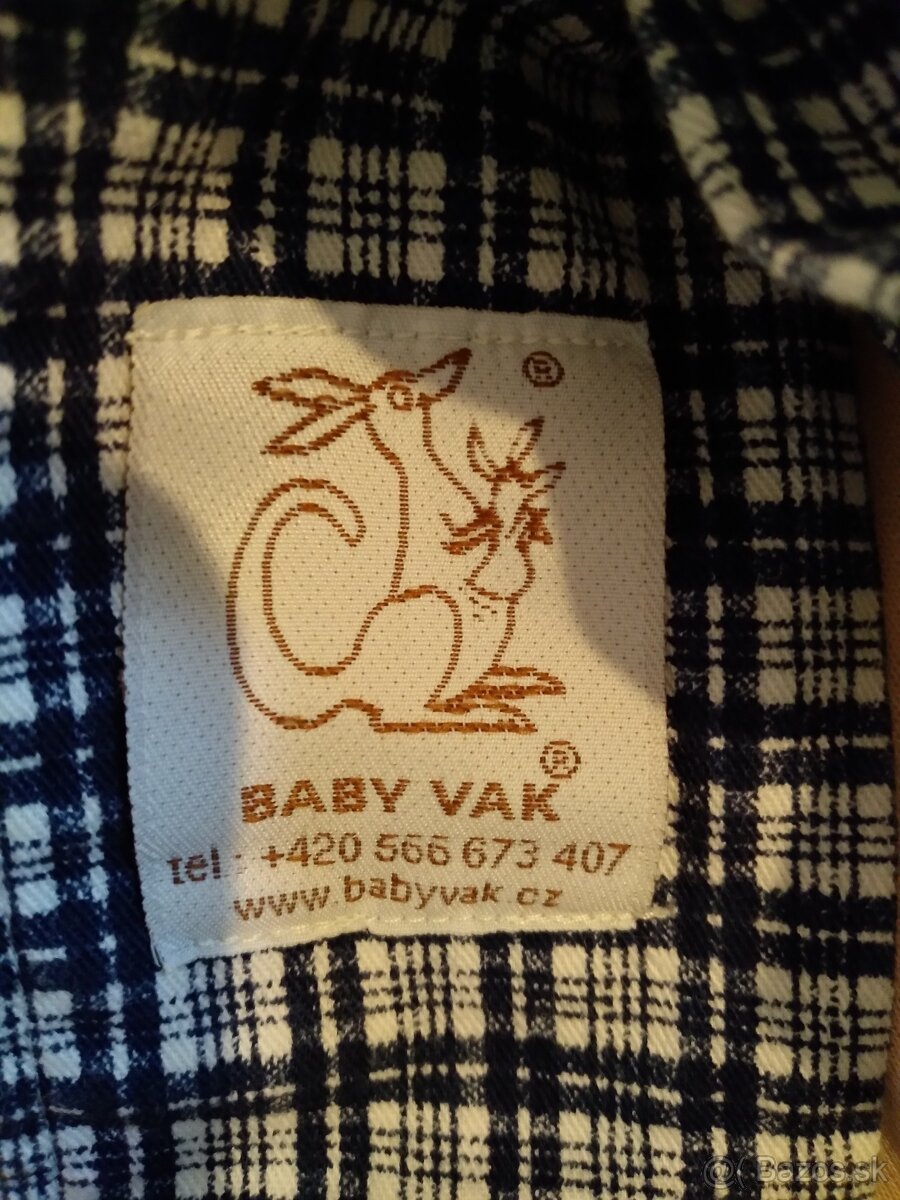 ®
®
BABY VAK
tel : +420 566 673 407
www.babyvak.cz
@ Bazos.sk